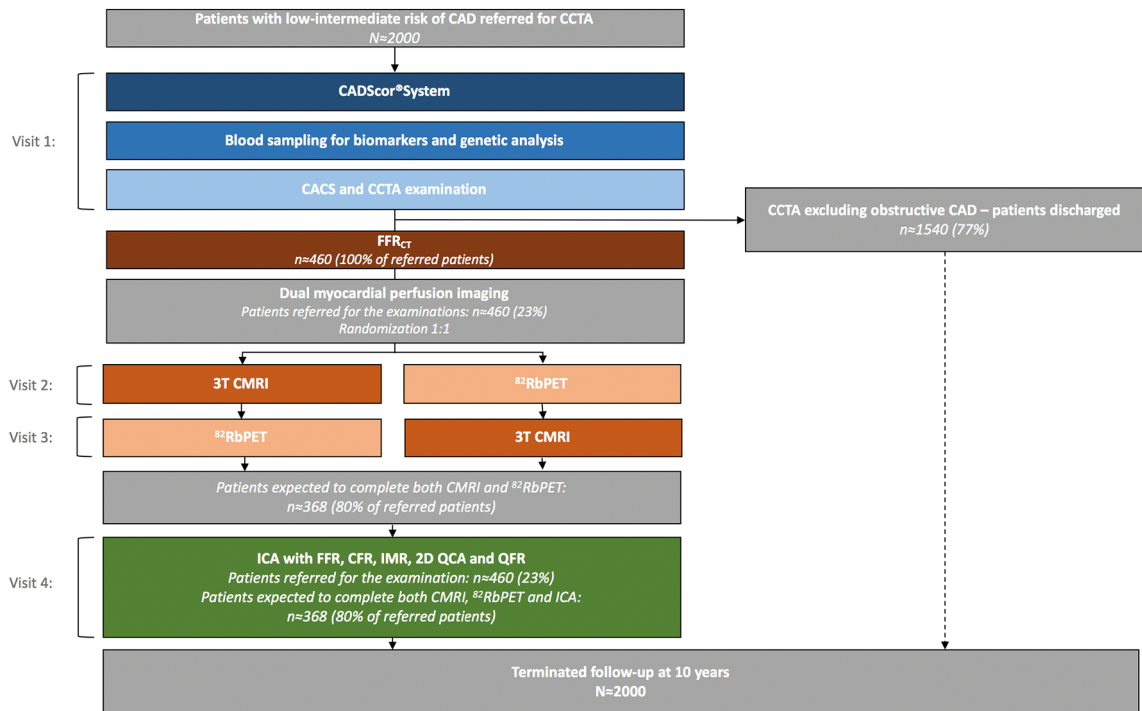 Patients with low-intermediate risk of CAD referred for CCTA
N≈2000
Visit 1:
CADScor®System
Blood sampling for biomarkers and genetic analysis
CACS and CCTA examination
CCTA excluding obstructive CAD – patients discharged
n≈1540 (77%)
FFRCT
n≈460 (100% of referred patients)
Dual myocardial perfusion imaging
Patients referred for the examinations: n≈460 (23%)
Randomization 1:1
Visit 2:
3T CMRI
⁸²RbPET
Visit 3:
⁸²RbPET
3T CMRI
Patients expected to complete both CMRI and ⁸²RbPET:
n≈368 (80% of referred patients)
Visit 4:
ICA with FFR, CFR, IMR, 2D QCA and QFR
Patients referred for the examination: n≈460 (23%)
Patients expected to complete both CMRI, ⁸²RbPET and ICA:
n≈368 (80% of referred patients)
Terminated follow-up at 10 years
N≈2000